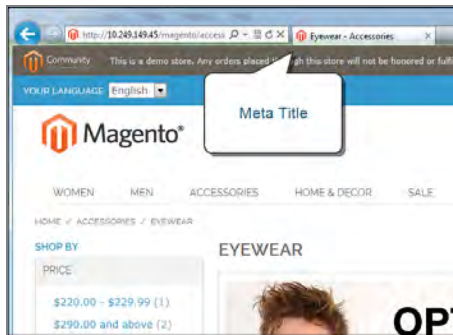 http://10.249.149.45/magento/access
Eyewear - Accessories
Community This is a demo store. Any orders placed through this store will not be honored or fulfi
YOUR LANGUAGE: English
Meta Title
Magento®
WOMEN MEN ACCESSORIES HOME & DECOR SALE
HOME / ACCESSORIES / EYEWEAR
SHOP BY
EYEWEAR
PRICE
$220.00 - $229.99 (1)
$290.00 and above (2)
OPT